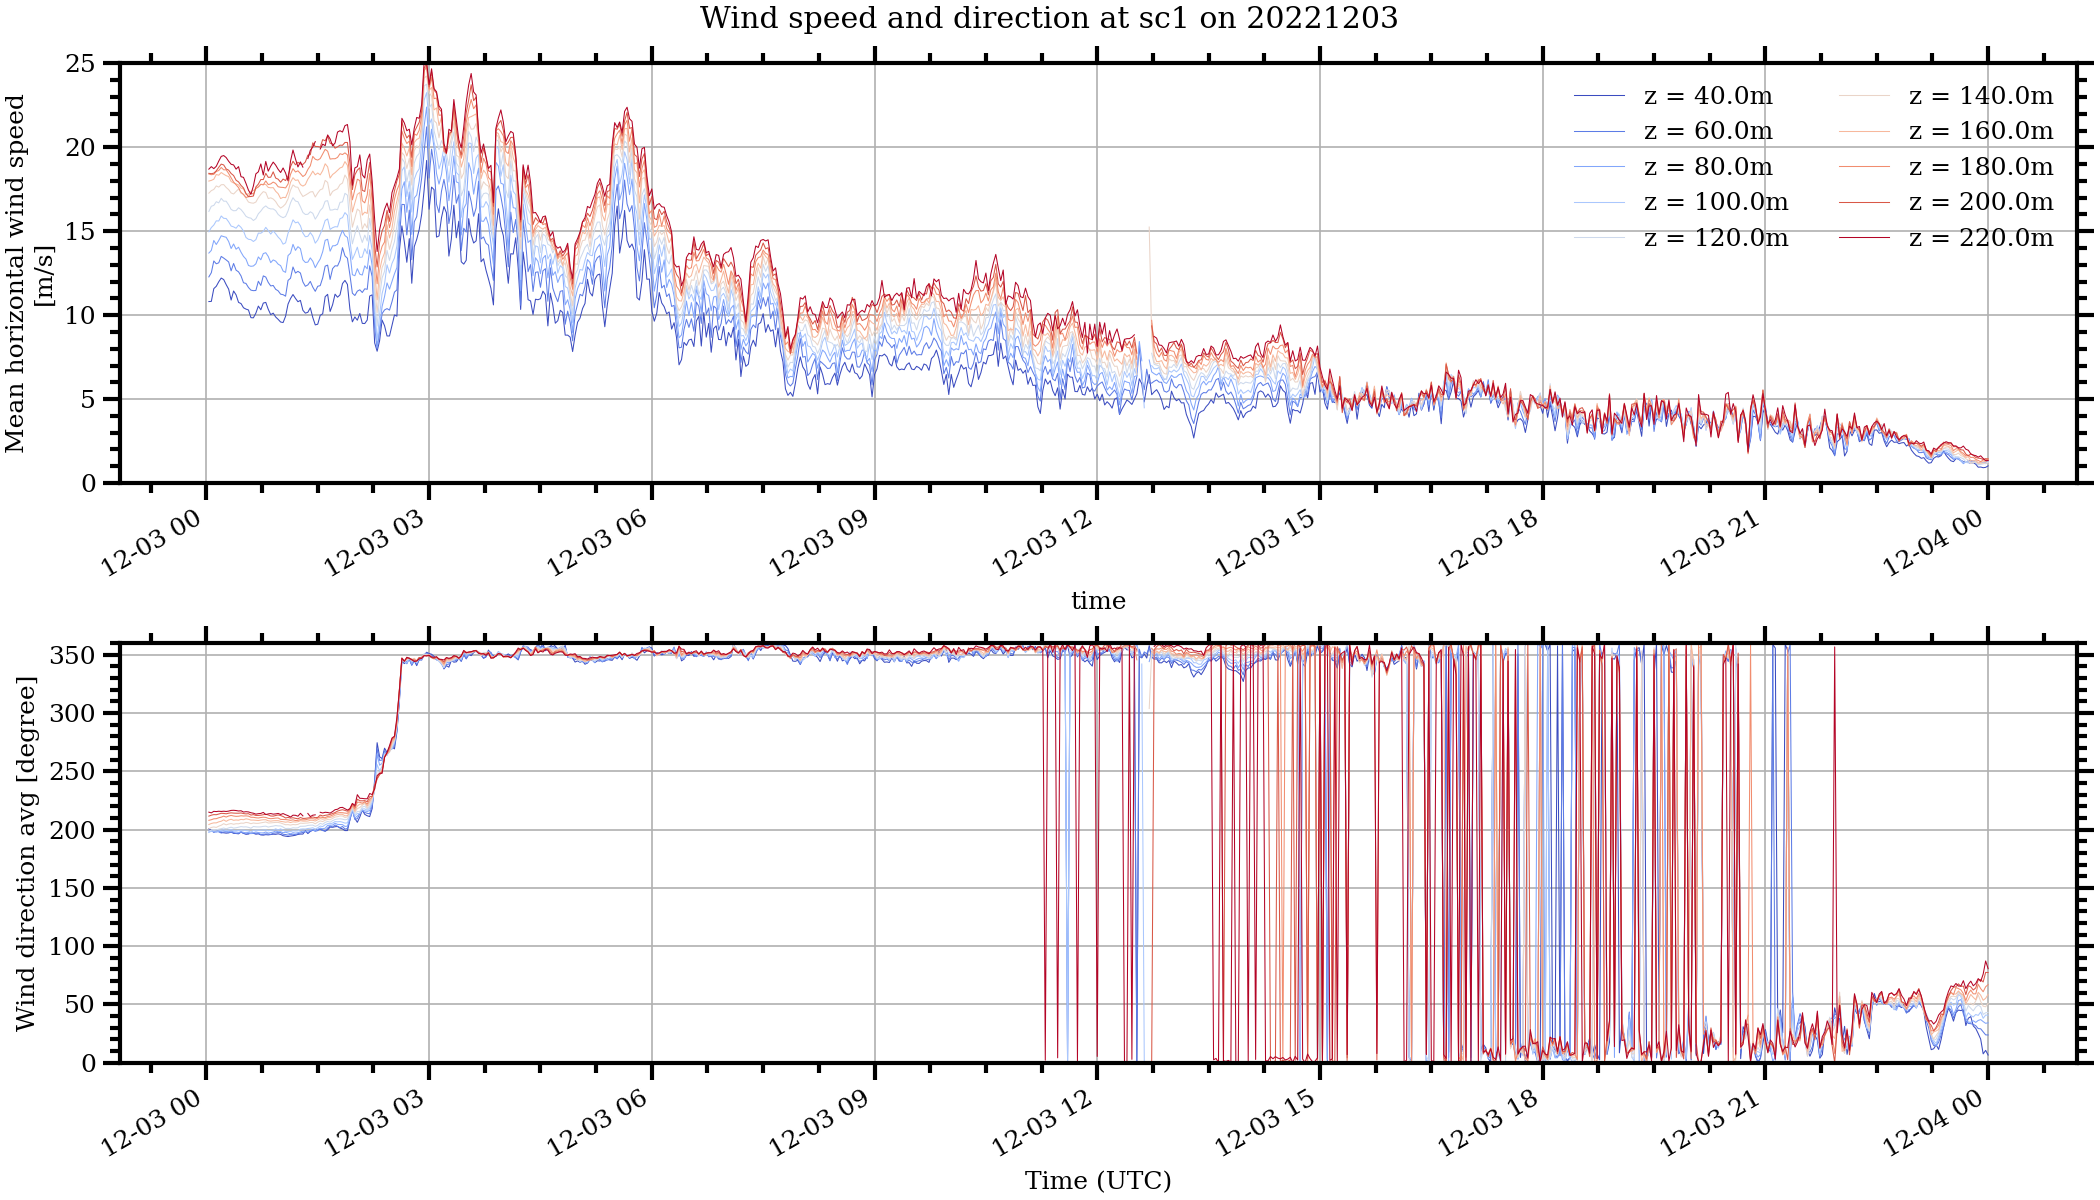 Wind speed and direction at sc1 on 20221203
Mean horizontal wind speed
[m/s]
25
20
15
10
5
0
z = 40.0m
z = 60.0m
z = 80.0m
z = 100.0m
z = 120.0m
z = 140.0m
z = 160.0m
z = 180.0m
z = 200.0m
z = 220.0m
12-03 00
12-03 03
12-03 06
12-03 09
12-03 12
12-03 15
12-03 18
12-03 21
12-04 00
time
Wind direction avg [degree]
350
300
250
200
150
100
50
0
12-03 00
12-03 03
12-03 06
12-03 09
12-03 12
12-03 15
12-03 18
12-03 21
12-04 00
Time (UTC)